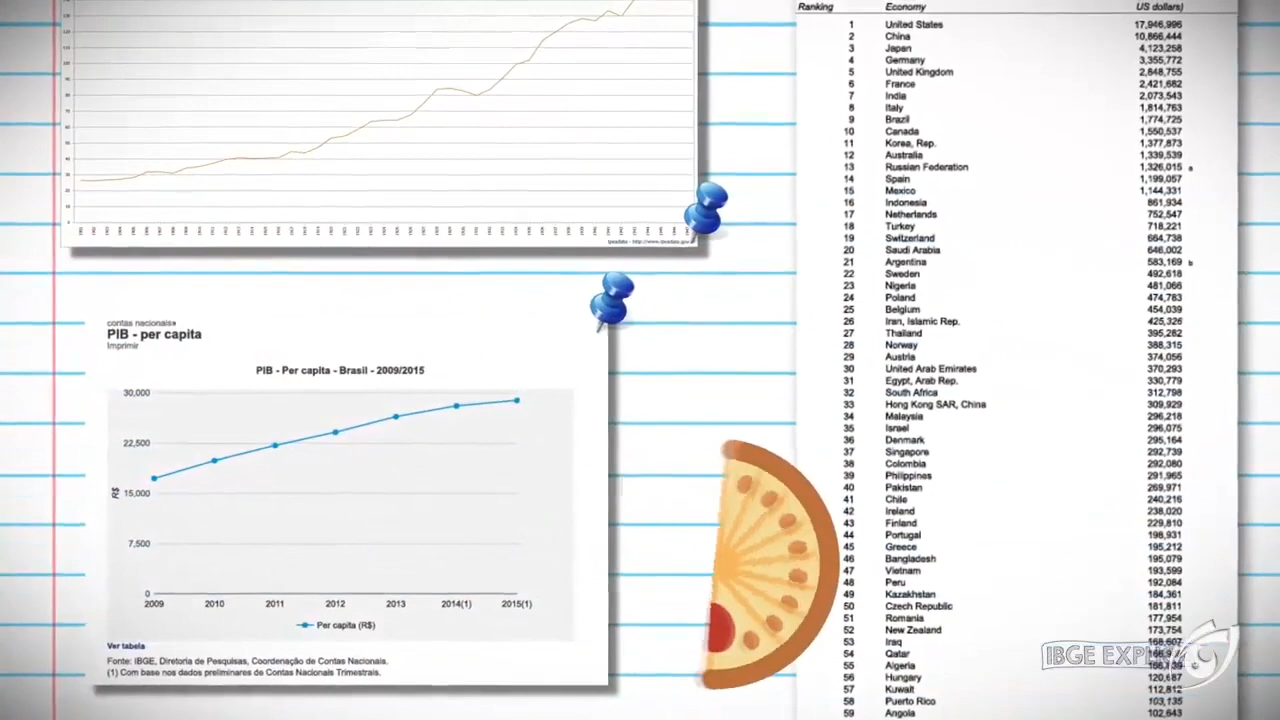 Ranking Economy US dollars)
1 United States 17,946,996
2 China 10,866,444
3 Japan 4,123,258
4 Germany 3,355,772
5 United Kingdom 2,848,755
6 France 2,421,682
7 India 2,073,543
8 Italy 1,814,763
9 Brazil 1,774,725
10 Canada 1,550,537
11 Korea, Rep. 1,377,873
12 Australia 1,339,539
13 Russian Federation 1,326,015 a
14 Spain 1,199,057
15 Mexico 1,144,331
16 Indonesia 861,934
17 Netherlands 752,547
18 Turkey 718,221
19 Switzerland 664,738
20 Saudi Arabia 646,002
21 Argentina 583,169 b
22 Sweden 492,618
23 Nigeria 481,066
24 Poland 474,783
25 Belgium 454,039
26 Iran, Islamic Rep. 425,326
27 Thailand 395,282
28 Norway 388,315
29 Austria 374,056
30 United Arab Emirates 370,293
31 Egypt, Arab Rep. 330,779
32 South Africa 312,798
33 Hong Kong SAR, China 309,929
34 Malaysia 296,218
35 Israel 296,075
36 Denmark 295,164
37 Singapore 292,739
38 Colombia 292,080
39 Philippines 291,965
40 Pakistan 269,971
41 Chile 240,216
42 Ireland 238,020
43 Finland 229,810
44 Portugal 198,931
45 Greece 195,212
46 Bangladesh 195,079
47 Vietnam 193,599
48 Peru 192,084
49 Kazakhstan 184,361
50 Czech Republic 181,811
51 Romania 177,954
52 New Zealand 173,754
53 Iraq 168,607
54 Qatar
55 Algeria
56 Hungary 120,687
57 Kuwait 112,812
58 Puerto Rico 103,135
59 Angola 102,643
contas nacionais»
PIB - per capita
Imprimir
PIB - Per capita - Brasil - 2009/2015
30,000
22,500
15,000
7,500
0
R$
2009 2010 2011 2012 2013 2014(1) 2015(1)
Per capita (R$)
Ver tabela
Fonte: IBGE, Diretoria de Pesquisas, Coordenação de Contas Nacionais.
(1) Com base nos dados preliminares de Contas Nacionais Trimestrais.
IBGE